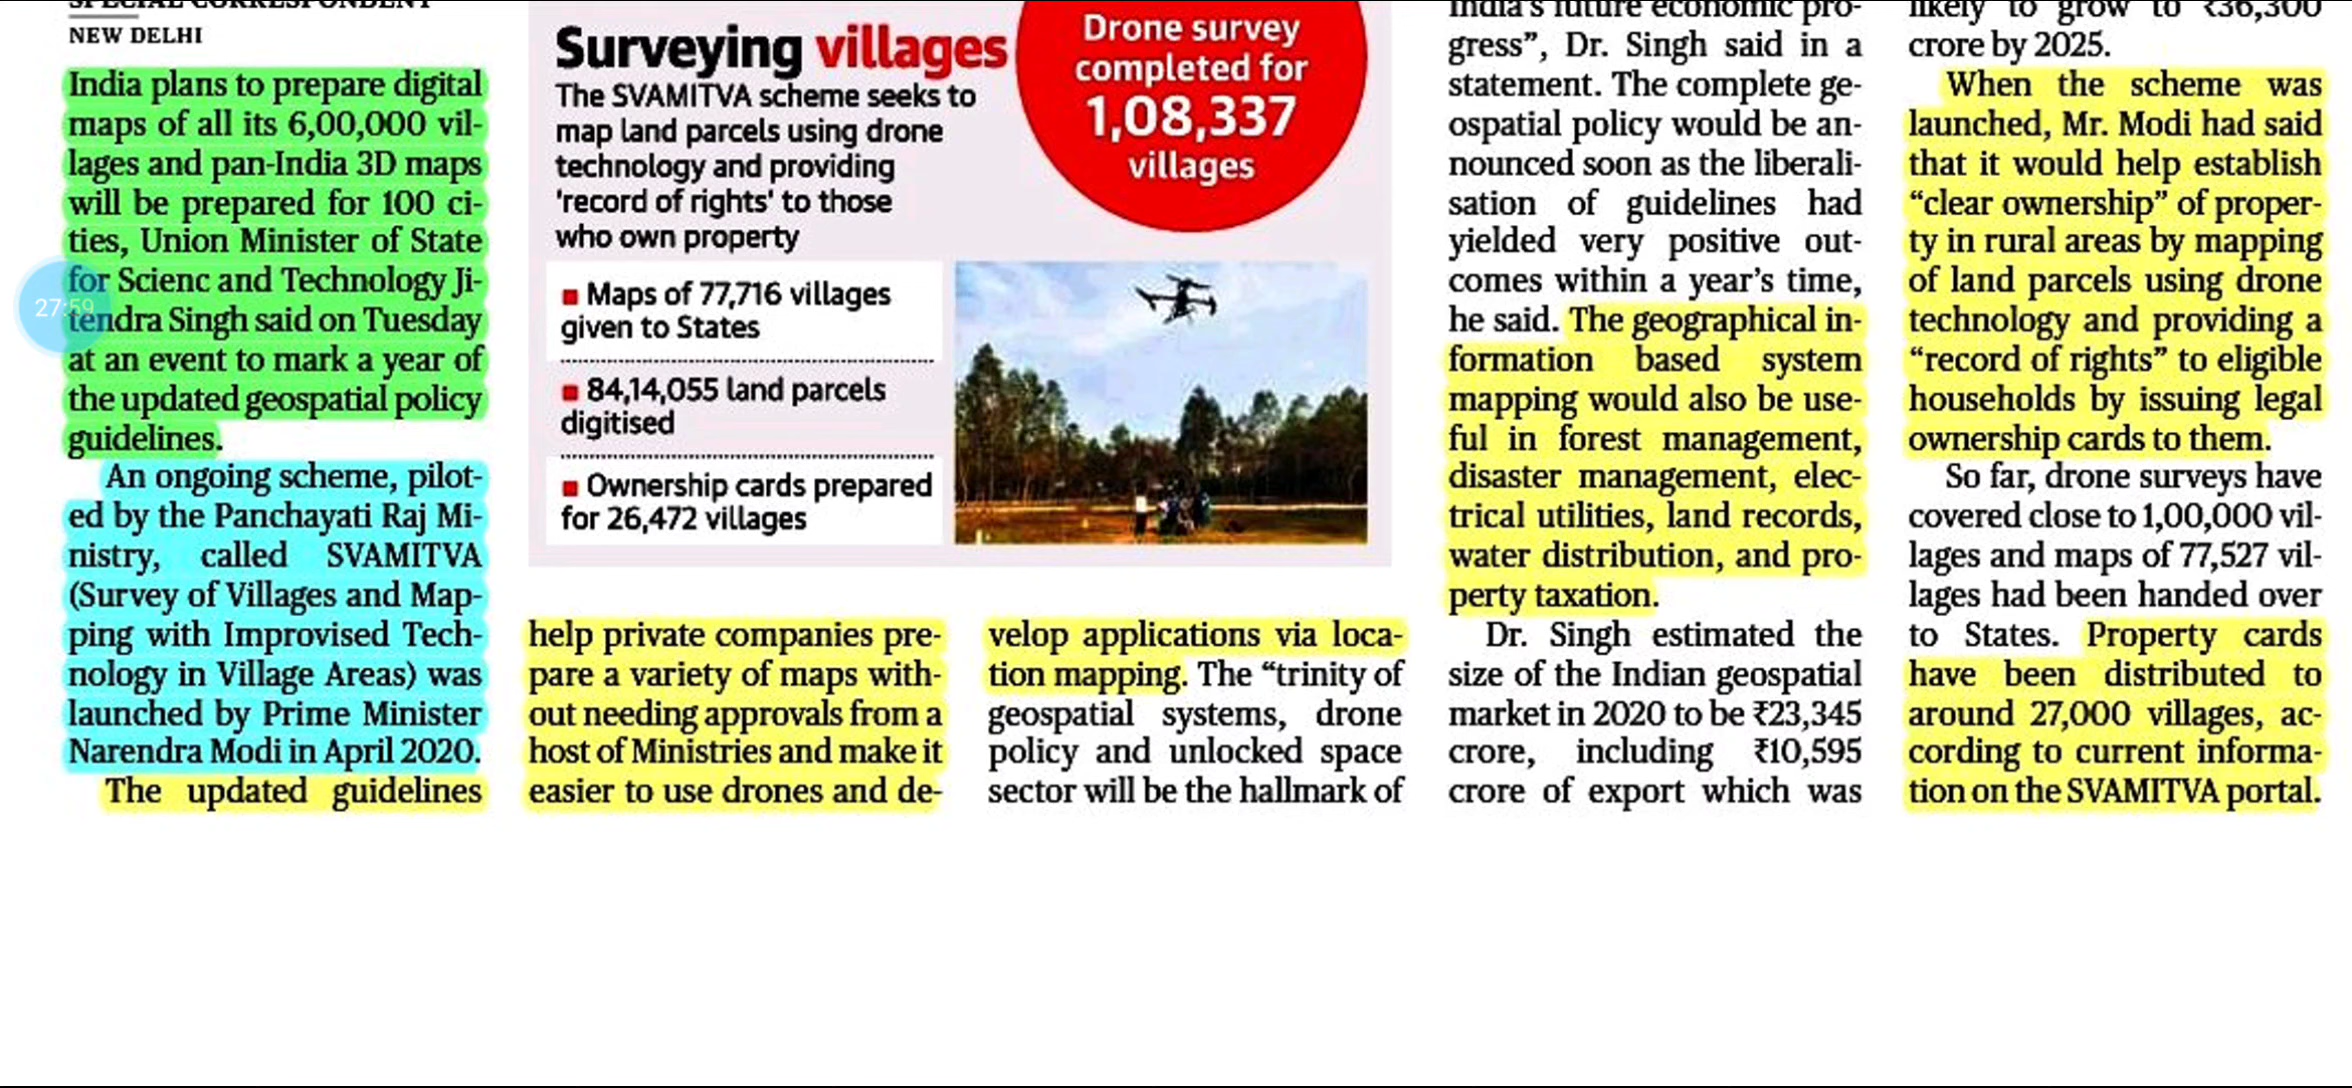 SPECIAL CORRESPONDENT
NEW DELHI
India plans to prepare digital
maps of all its 6,00,000 vil-
lages and pan-India 3D maps
will be prepared for 100 ci-
ties, Union Minister of State
for Scienc and Technology Ji-
tendra Singh said on Tuesday
at an event to mark a year of
the updated geospatial policy
guidelines.
An ongoing scheme, pilot-
ed by the Panchayati Raj Mi-
nistry, called SVAMITVA
(Survey of Villages and Map-
ping with Improvised Tech-
nology in Village Areas) was
launched by Prime Minister
Narendra Modi in April 2020.
The updated guidelines
27:59
Surveying villages
The SVAMITVA scheme seeks to
map land parcels using drone
technology and providing
'record of rights' to those
who own property
Drone survey
completed for
1,08,337
villages
Maps of 77,716 villages
given to States
84,14,055 land parcels
digitised
Ownership cards prepared
for 26,472 villages
help private companies pre-
pare a variety of maps with-
out needing approvals from a
host of Ministries and make it
easier to use drones and de-
velop applications via loca-
tion mapping. The “trinity of
geospatial systems, drone
policy and unlocked space
sector will be the hallmark of
India's future economic pro-
gress”, Dr. Singh said in a
statement. The complete ge-
ospatial policy would be an-
nounced soon as the liberali-
sation of guidelines had
yielded very positive out-
comes within a year's time,
he said. The geographical in-
formation based system
mapping would also be use-
ful in forest management,
disaster management, elec-
trical utilities, land records,
water distribution, and pro-
perty taxation.
Dr. Singh estimated the
size of the Indian geospatial
market in 2020 to be ₹23,345
crore, including ₹10,595
crore of export which was
likely to grow to ₹36,300
crore by 2025.
When the scheme was
launched, Mr. Modi had said
that it would help establish
“clear ownership” of proper-
ty in rural areas by mapping
of land parcels using drone
technology and providing a
“record of rights” to eligible
households by issuing legal
ownership cards to them.
So far, drone surveys have
covered close to 1,00,000 vil-
lages and maps of 77,527 vil-
lages had been handed over
to States. Property cards
have been distributed to
around 27,000 villages, ac-
cording to current informa-
tion on the SVAMITVA portal.